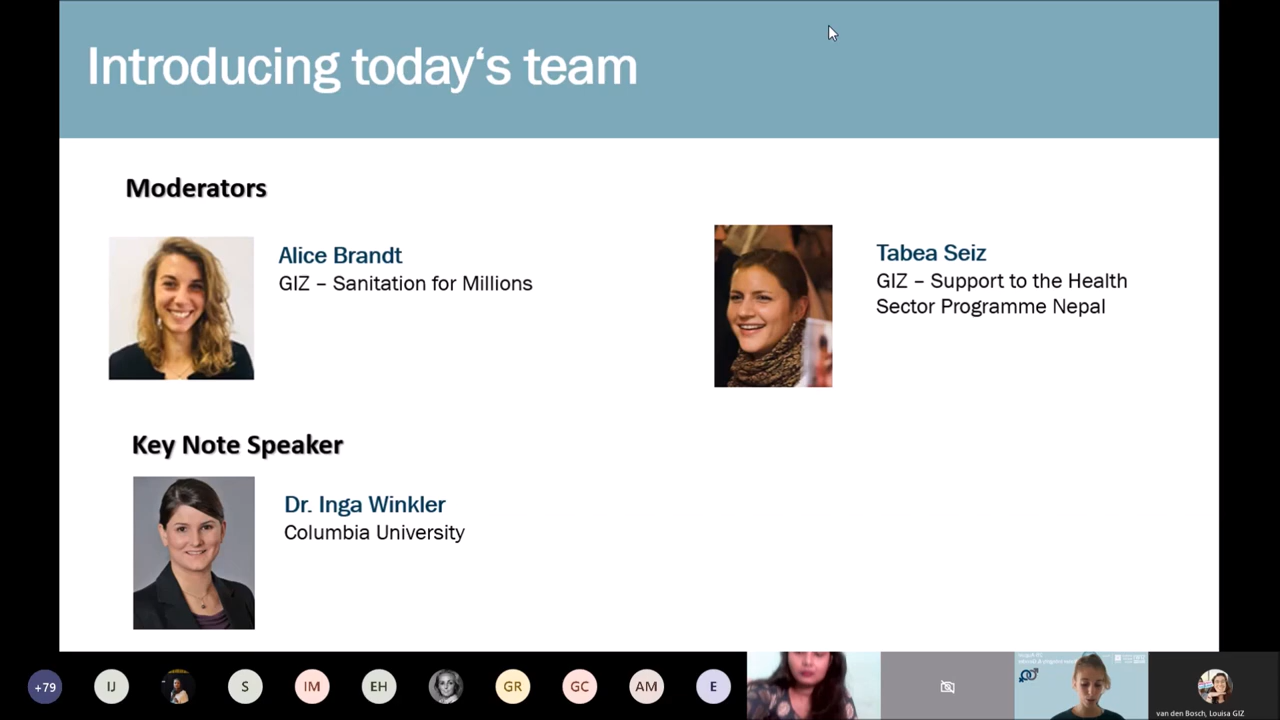 Introducing today‘s team
Moderators
Alice Brandt
GIZ – Sanitation for Millions
Tabea Seiz
GIZ – Support to the Health
Sector Programme Nepal
Key Note Speaker
Dr. Inga Winkler
Columbia University
+79
IJ
S
IM
EH
GR
GC
AM
E
van den Bosch, Louisa GIZ